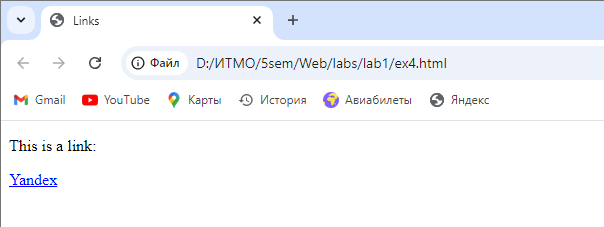 Links
Файл D:/ИТМО/5sem/Web/labs/lab1/ex4.html
Gmail YouTube Карты История Авиабилеты Яндекс
This is a link:
Yandex